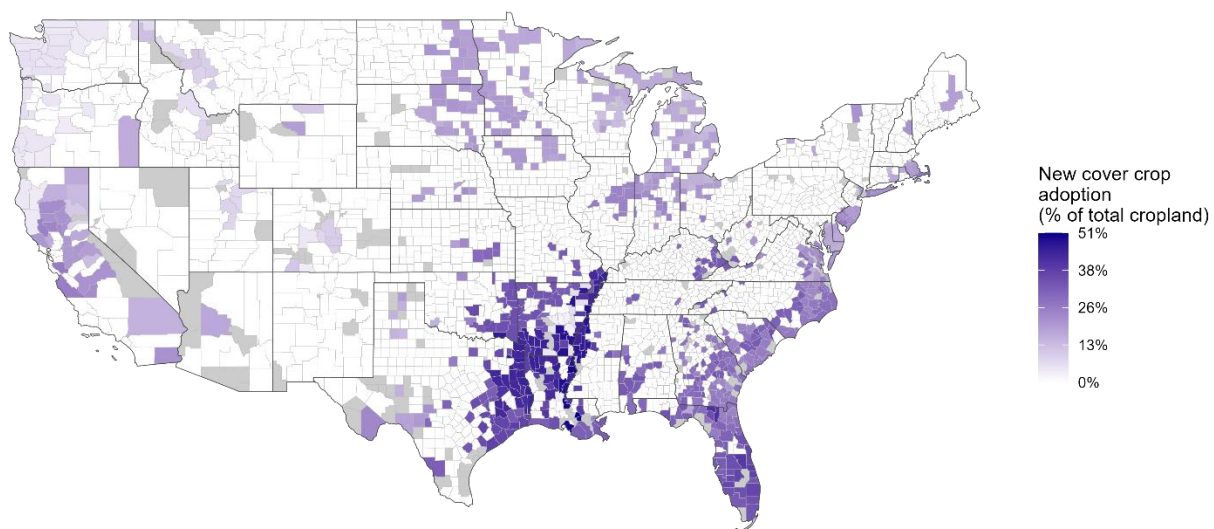 New cover crop
adoption
(% of total cropland)
51%
38%
26%
13%
0%